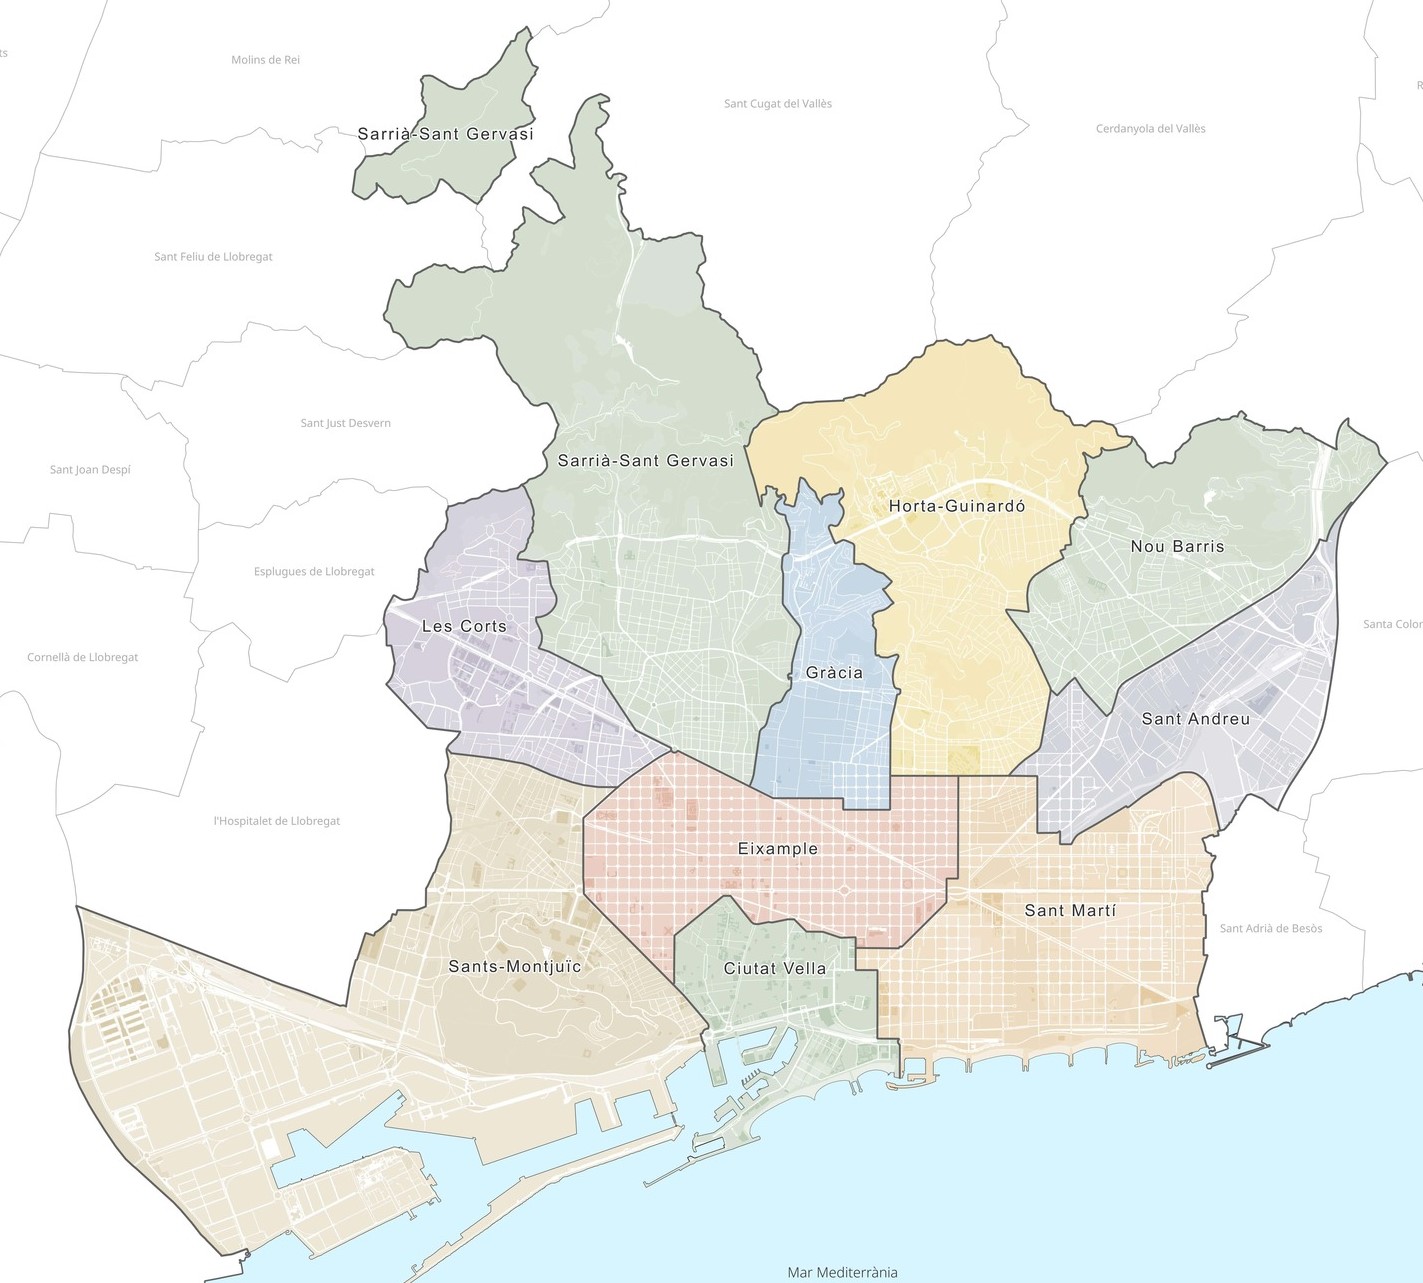 Molins de Rei
ts
Sant Cugat del Vallès
Cerdanyola del Vallès
Sarrià-Sant Gervasi
Sant Feliu de Llobregat
Sant Just Desvern
Sarrià-Sant Gervasi
Sant Joan Despí
Horta-Guinardó
Nou Barris
Esplugues de Llobregat
Les Corts
Santa Colom
Cornellà de Llobregat
Gràcia
Sant Andreu
l'Hospitalet de Llobregat
Eixample
Sant Martí
Sant Adrià de Besòs
Sants-Montjuïc
Ciutat Vella
Mar Mediterrània